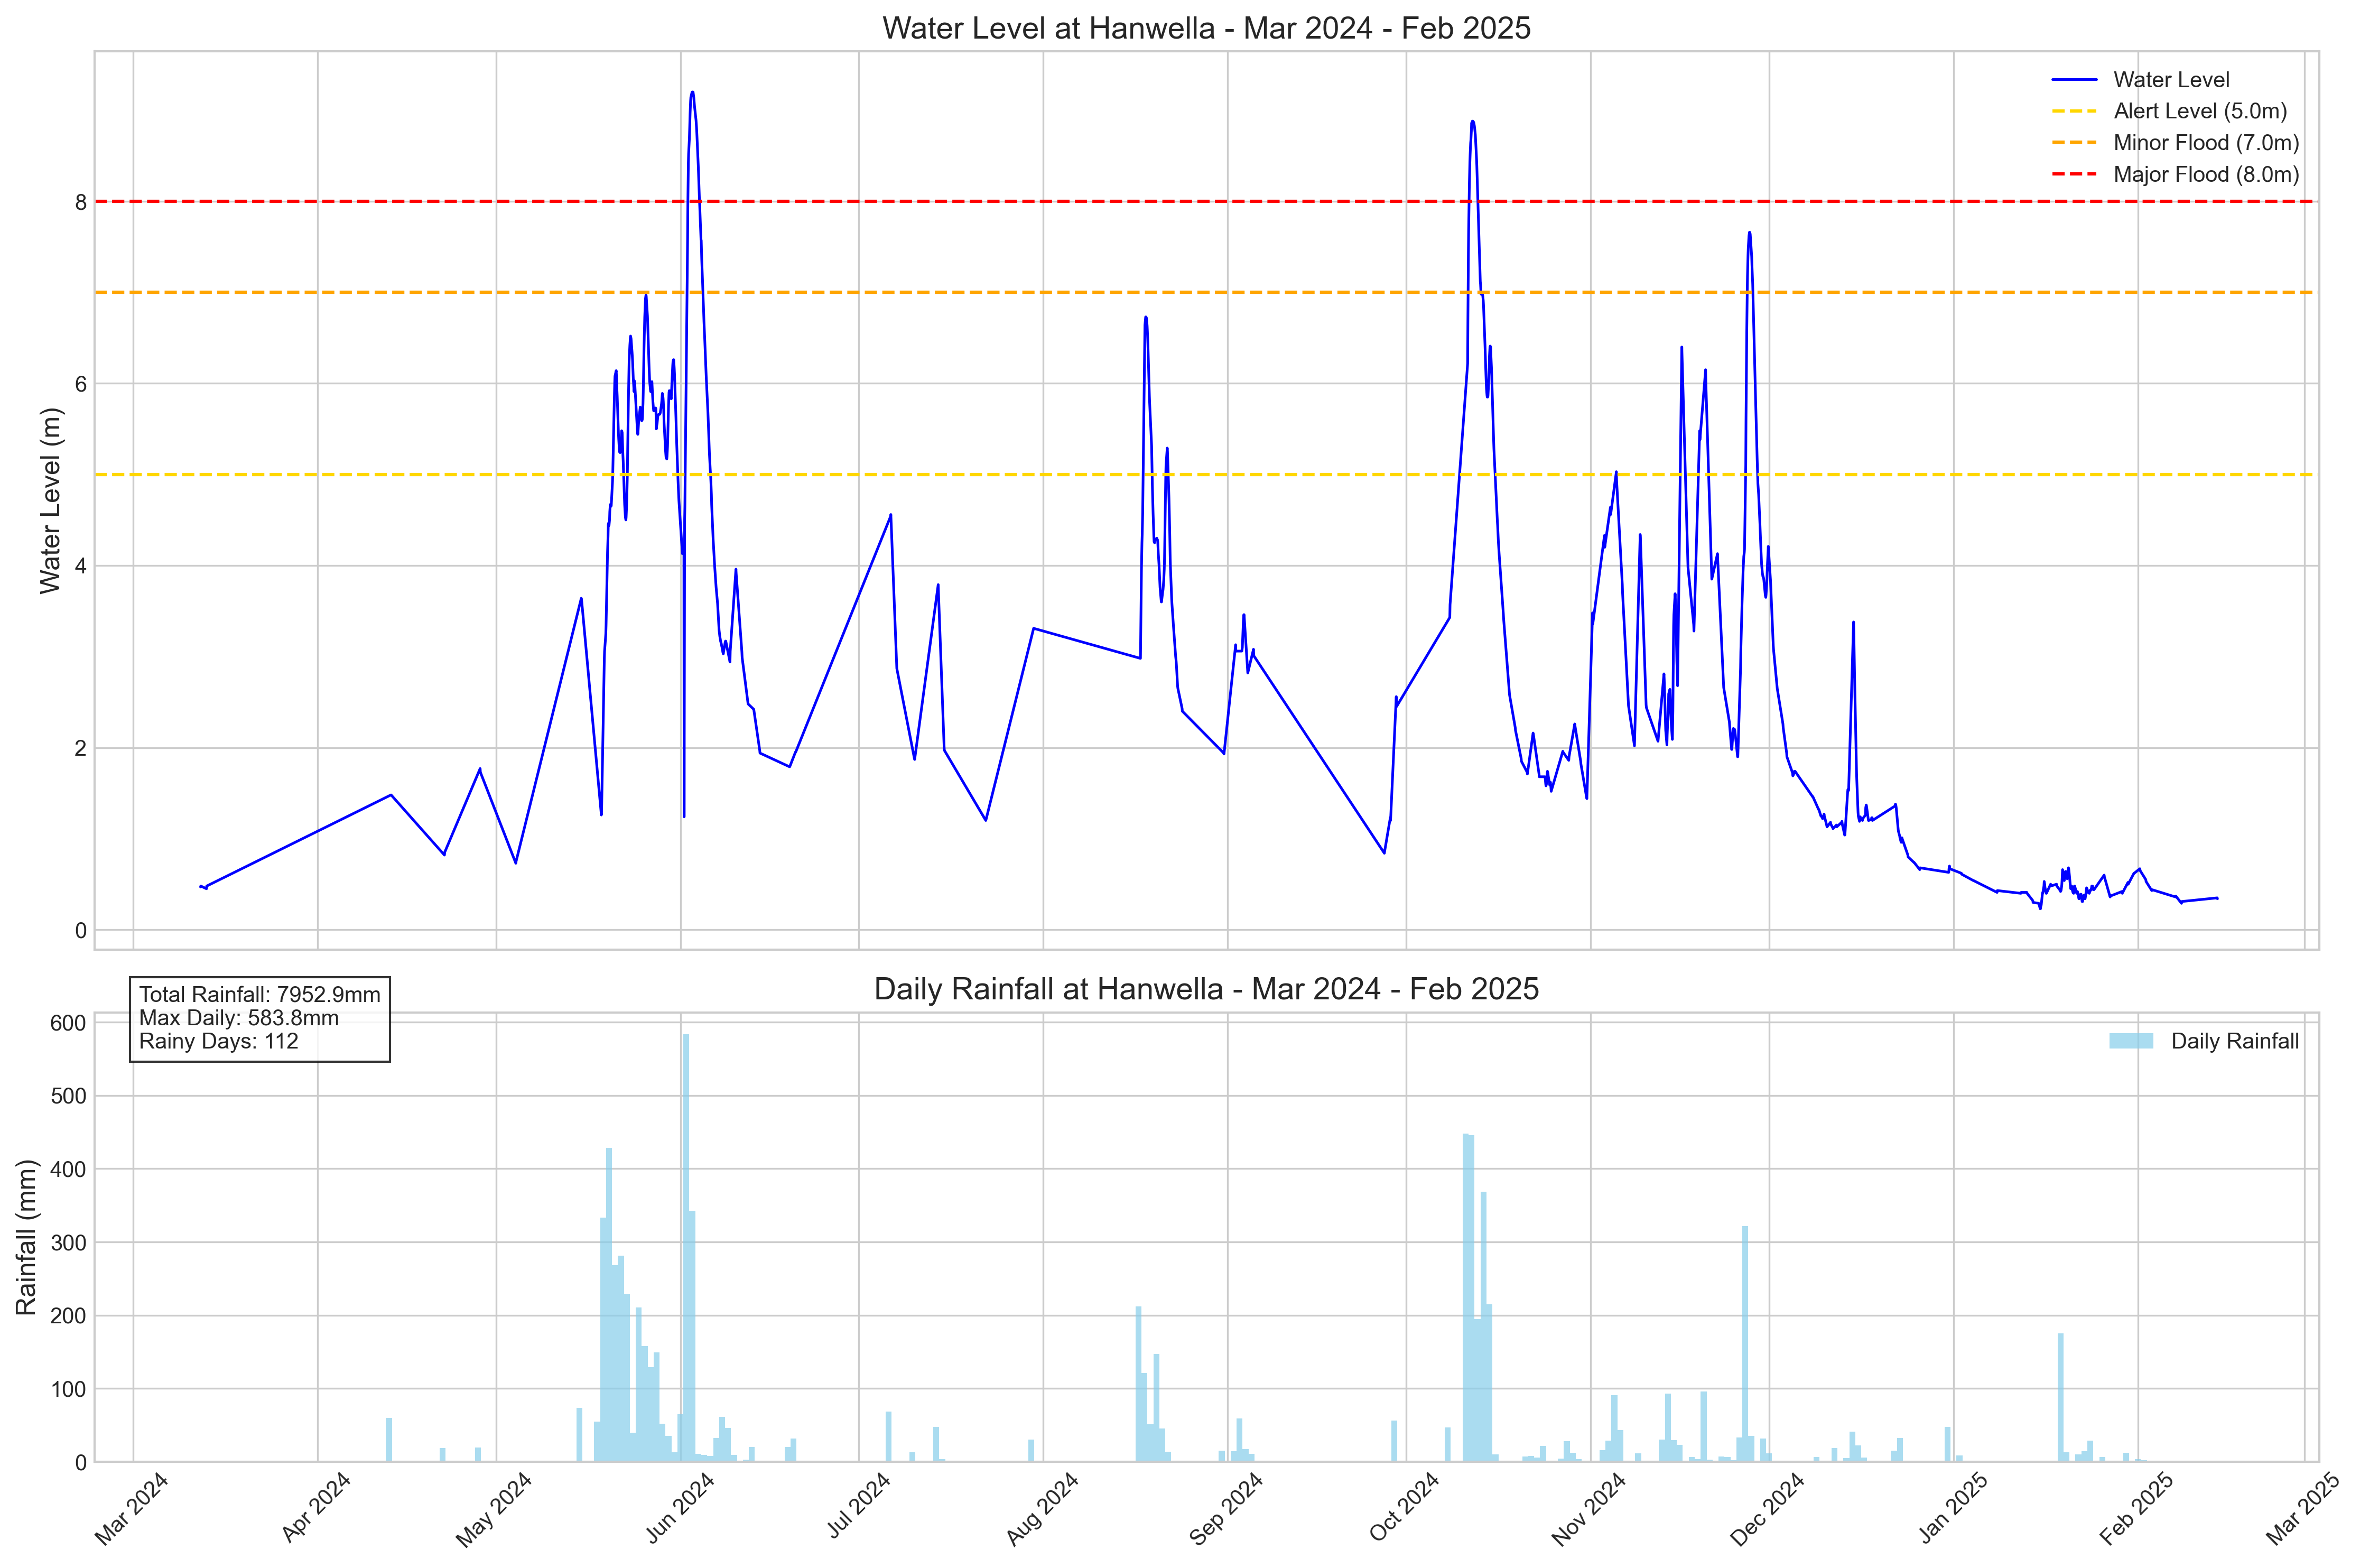 Water Level at Hanwella - Mar 2024 - Feb 2025
Water Level
Alert Level (5.0m)
Minor Flood (7.0m)
Major Flood (8.0m)
Water Level (m)
8
6
4
2
0
Daily Rainfall at Hanwella - Mar 2024 - Feb 2025
Total Rainfall: 7952.9mm
Max Daily: 583.8mm
Rainy Days: 112
Daily Rainfall
Rainfall (mm)
600
500
400
300
200
100
0
Mar 2024
Apr 2024
May 2024
Jun 2024
Jul 2024
Aug 2024
Sep 2024
Oct 2024
Nov 2024
Dec 2024
Jan 2025
Feb 2025
Mar 2025